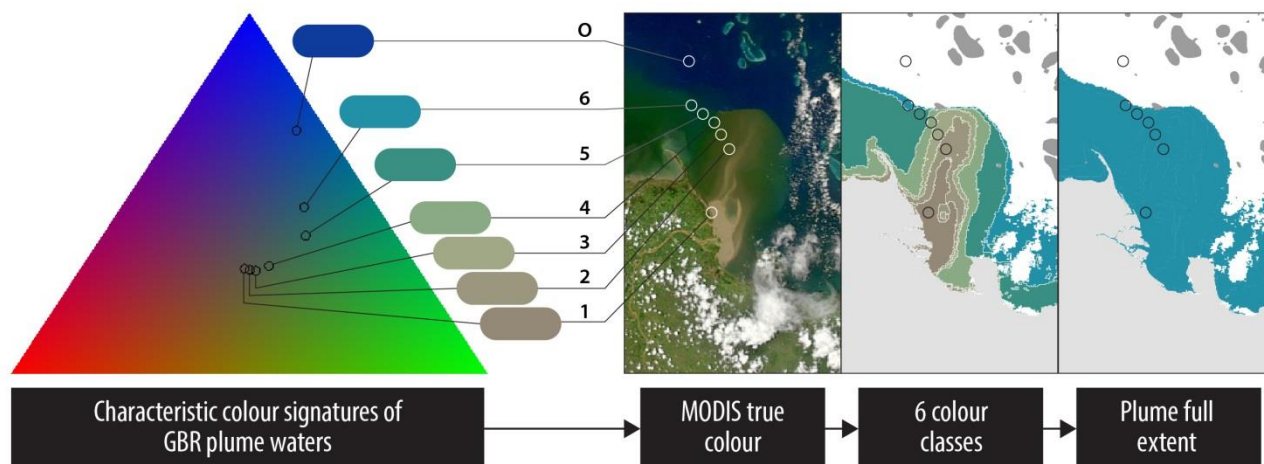 O
6
5
4
3
2
1
Characteristic colour signatures of
GBR plume waters
MODIS true
colour
6 colour
classes
Plume full
extent